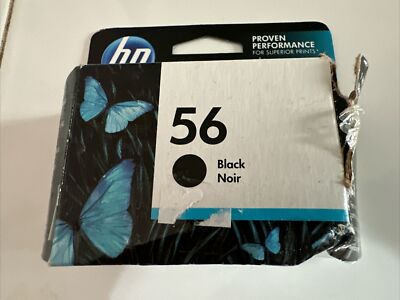 hp
PROVEN
PERFORMANCE
FOR SUPERIOR PRINTS*
56
Black
Noir